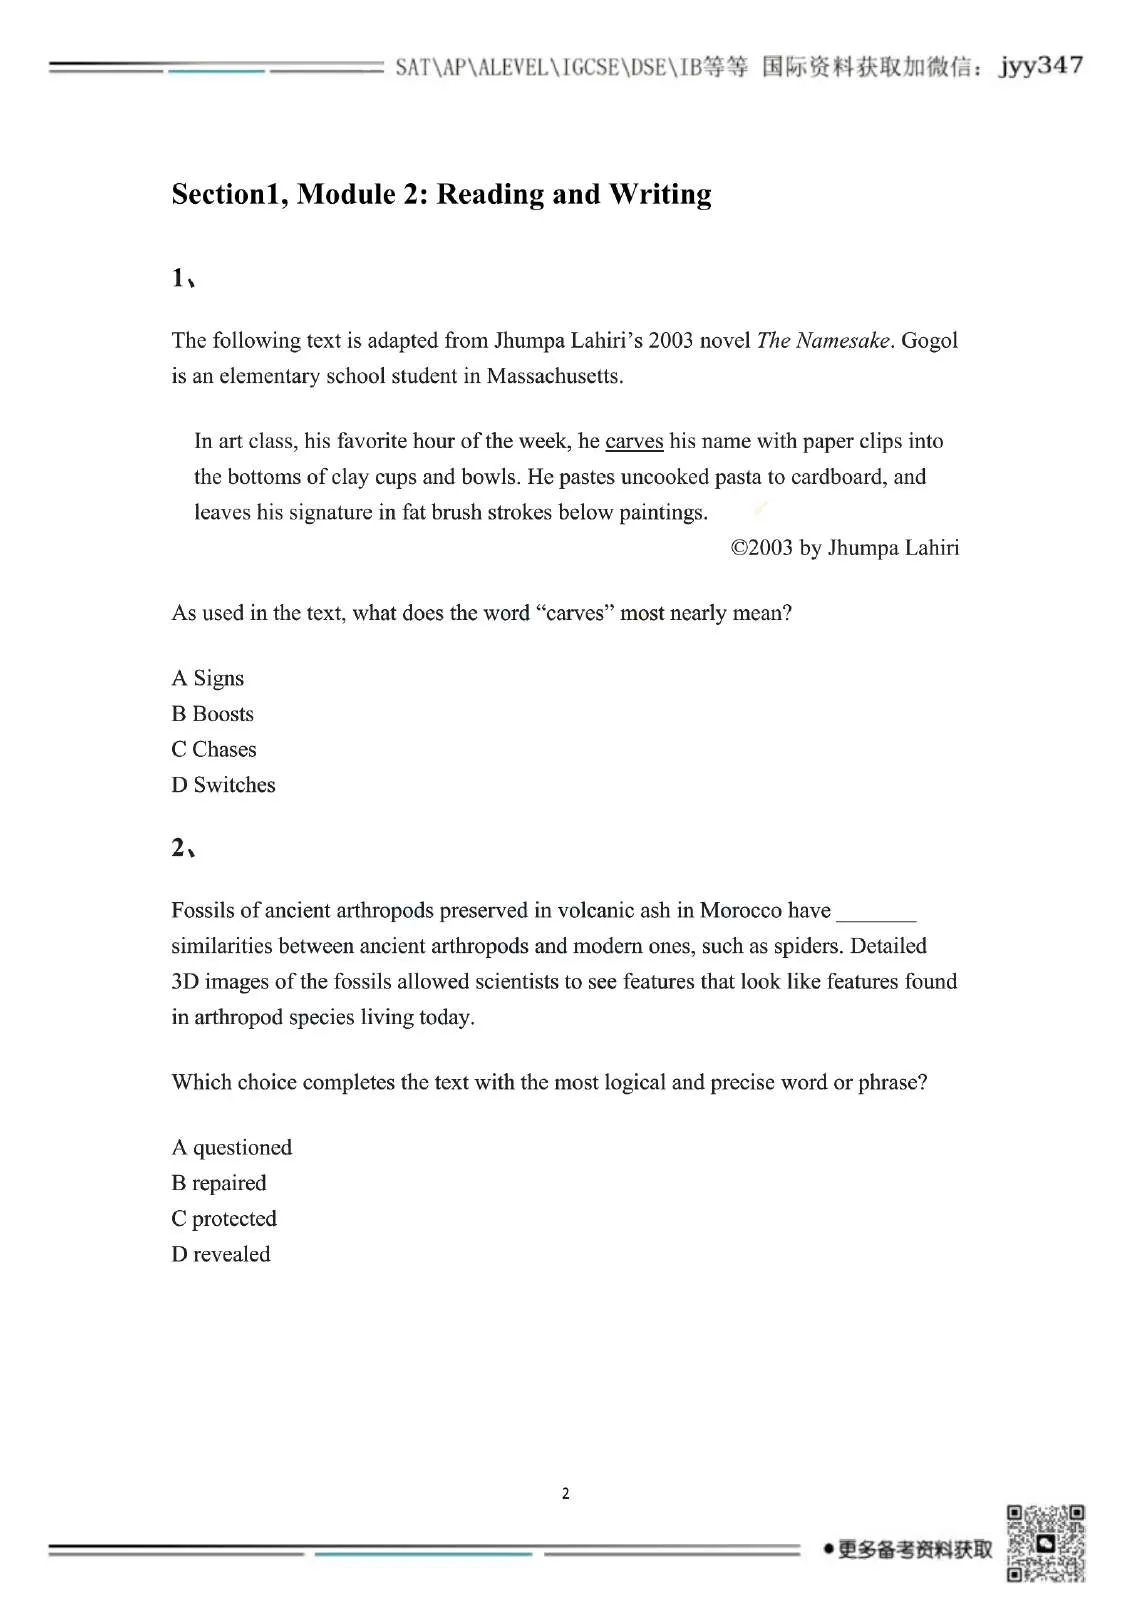 SAT\AP\ALEVEL\IGCSE\DSE\IB等等 国际资料获取加微信：jyy347
Section1, Module 2: Reading and Writing
1、
The following text is adapted from Jhumpa Lahiri’s 2003 novel The Namesake. Gogol
is an elementary school student in Massachusetts.
In art class, his favorite hour of the week, he carves his name with paper clips into
the bottoms of clay cups and bowls. He pastes uncooked pasta to cardboard, and
leaves his signature in fat brush strokes below paintings.
©2003 by Jhumpa Lahiri
As used in the text, what does the word “carves” most nearly mean?
A Signs
B Boosts
C Chases
D Switches
2、
Fossils of ancient arthropods preserved in volcanic ash in Morocco have _______
similarities between ancient arthropods and modern ones, such as spiders. Detailed
3D images of the fossils allowed scientists to see features that look like features found
in arthropod species living today.
Which choice completes the text with the most logical and precise word or phrase?
A questioned
B repaired
C protected
D revealed
2
●更多备考资料获取